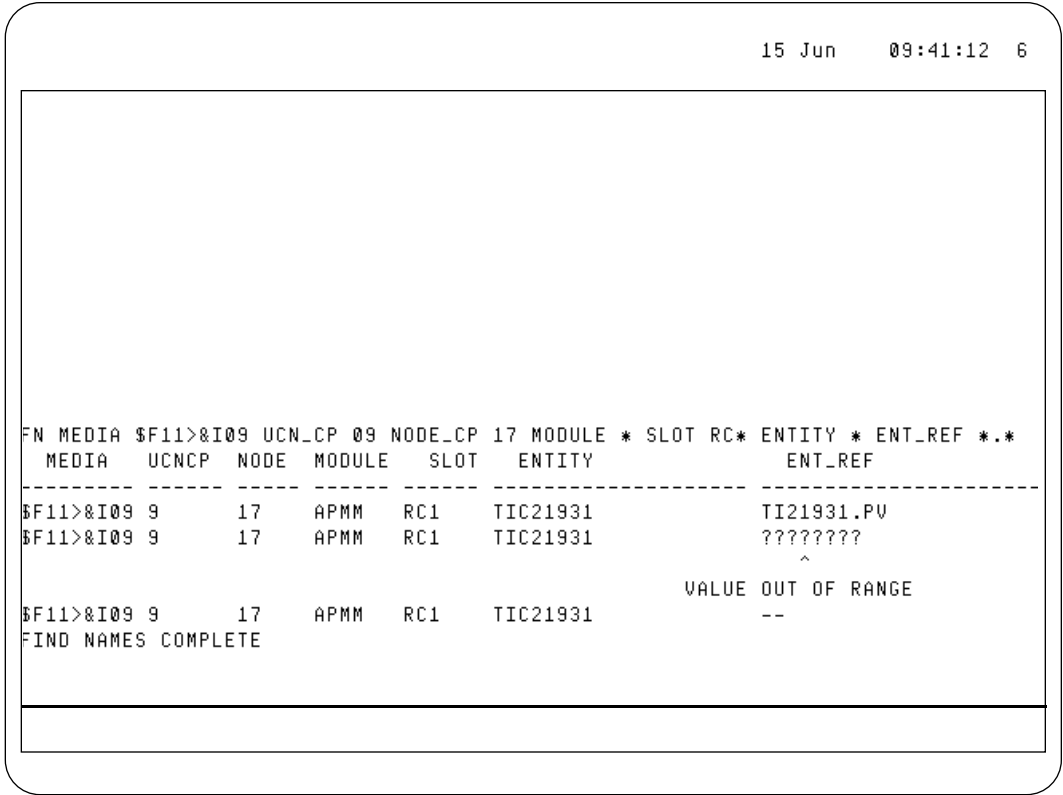 15 Jun 09:41:12 6
FN MEDIA $F11>&I09 UCN_CP 09 NODE_CP 17 MODULE * SLOT RC* ENTITY * ENT_REF *.*
MEDIA UCNCP NODE MODULE SLOT ENTITY ENT_REF
--------- ------ ----- ------ ------ -------------------- ----------------------
$F11>&I09 9 17 APMM RC1 TIC21931 TI21931.PV
$F11>&I09 9 17 APMM RC1 TIC21931 ????????
^
VALUE OUT OF RANGE
$F11>&I09 9 17 APMM RC1 TIC21931 --
FIND NAMES COMPLETE